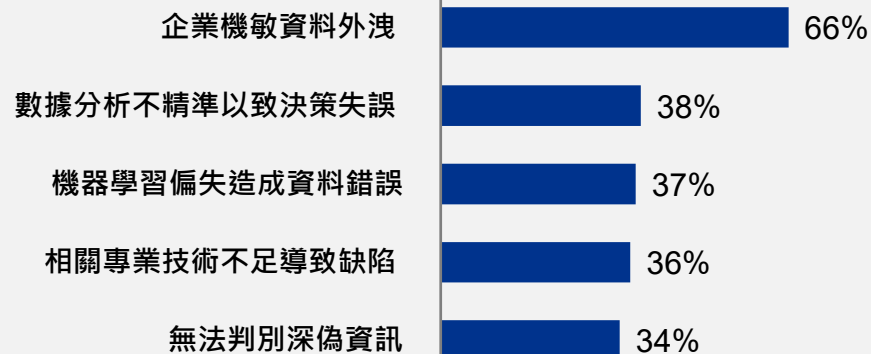 企業機敏資料外洩 66%
數據分析不精準以致決策失誤 38%
機器學習偏失造成資料錯誤 37%
相關專業技術不足導致缺陷 36%
無法判別深偽資訊 34%